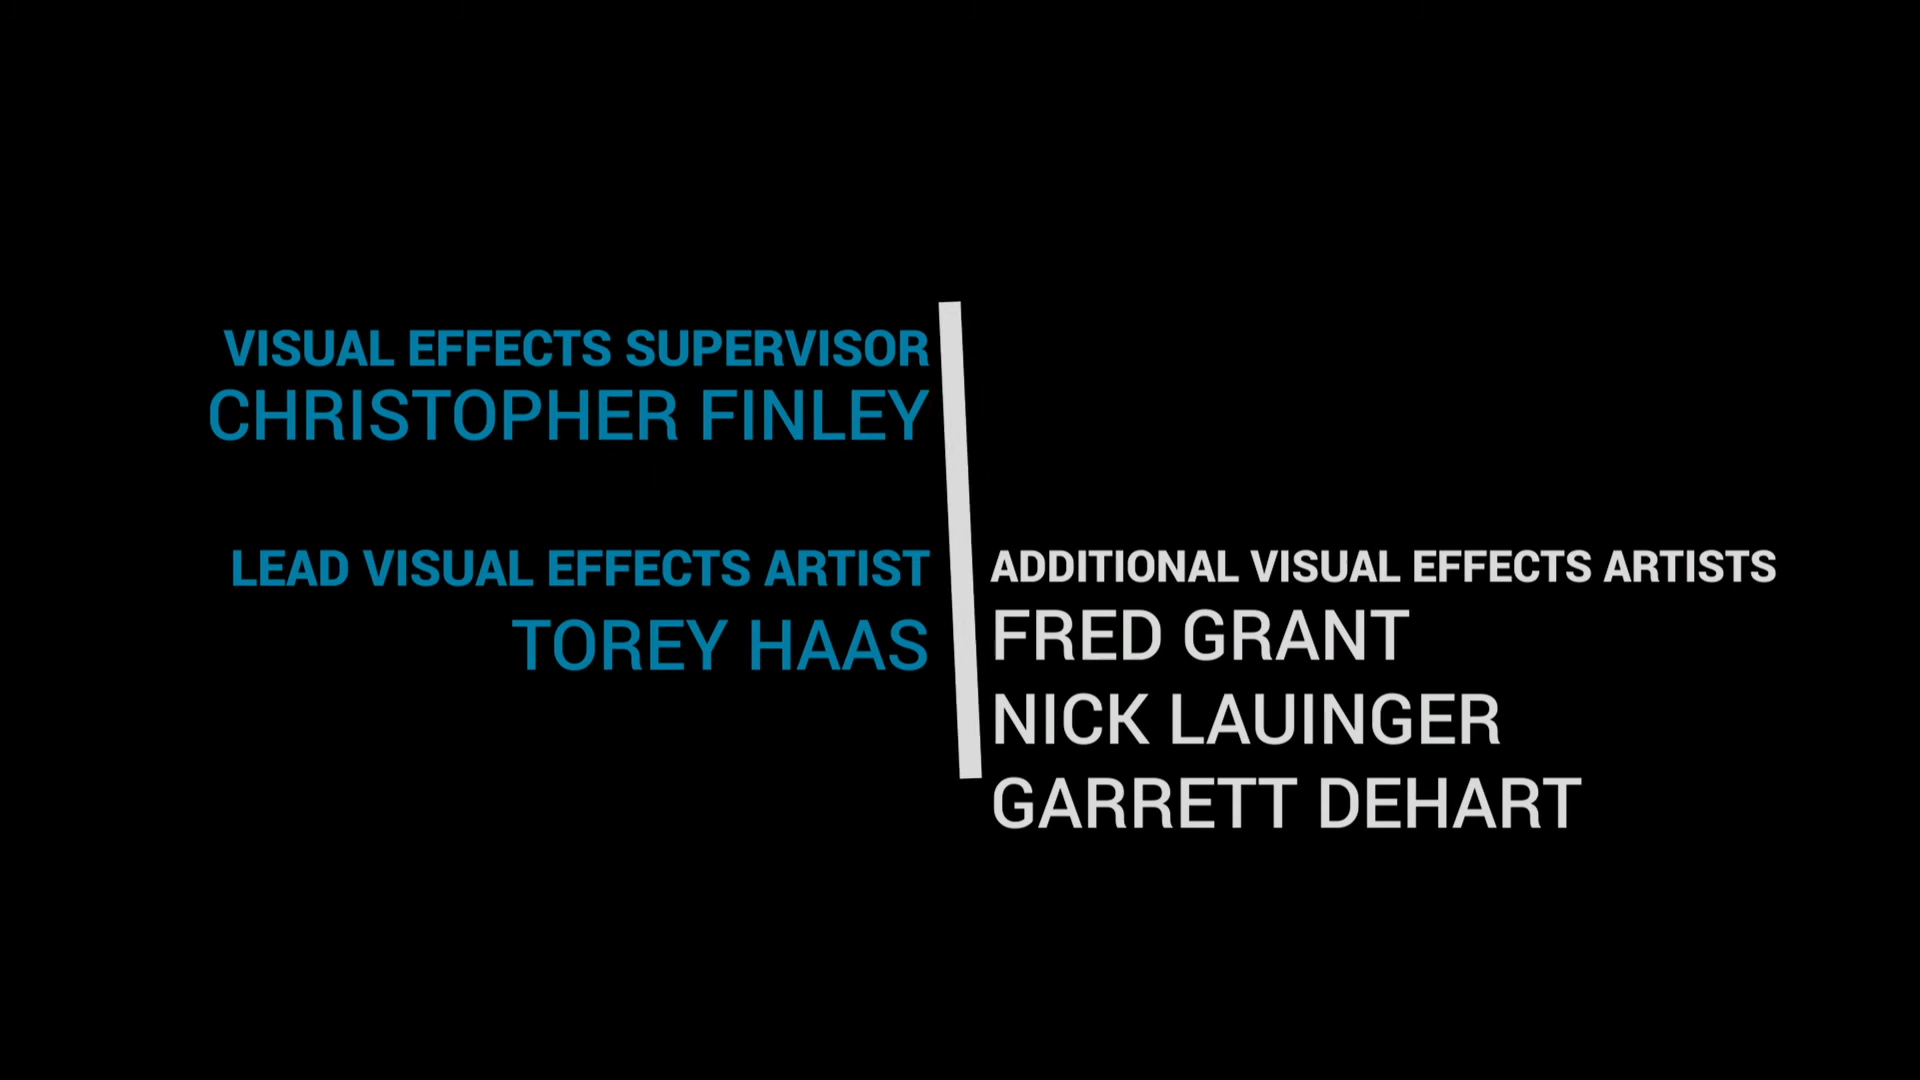 VISUAL EFFECTS SUPERVISOR
CHRISTOPHER FINLEY
LEAD VISUAL EFFECTS ARTIST
TOREY HAAS
ADDITIONAL VISUAL EFFECTS ARTISTS
FRED GRANT
NICK LAUINGER
GARRETT DEHART